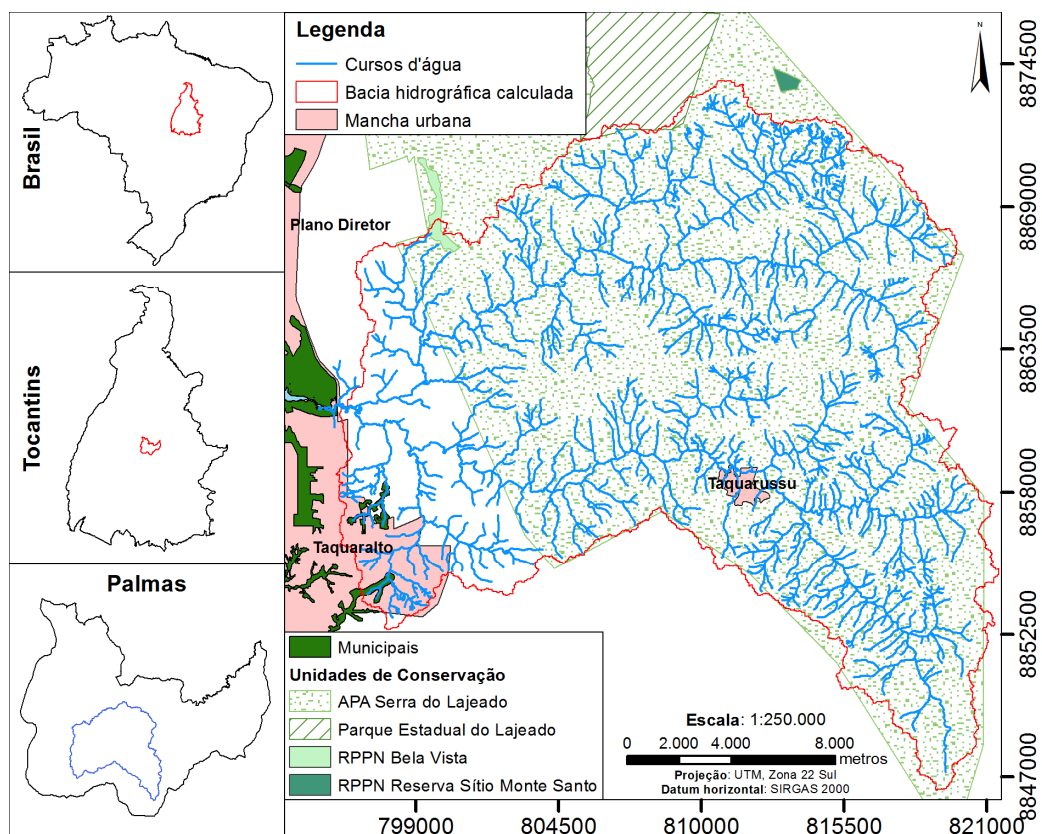 Brasil
Tocantins
Palmas
Legenda
Cursos d'água
Bacia hidrográfica calculada
Mancha urbana
N
Plano Diretor
Taquarussu
Taquaralto
Municipais
Unidades de Conservação
APA Serra do Lajeado
Parque Estadual do Lajeado
RPPN Bela Vista
RPPN Reserva Sítio Monte Santo
Escala: 1:250.000
0 2.000 4.000 8.000 metros
Projeção: UTM, Zona 22 Sul
Datum horizontal: SIRGAS 2000
8874500
8869000
8863500
8858000
8852500
8847000
799000 804500 810000 815500 821000